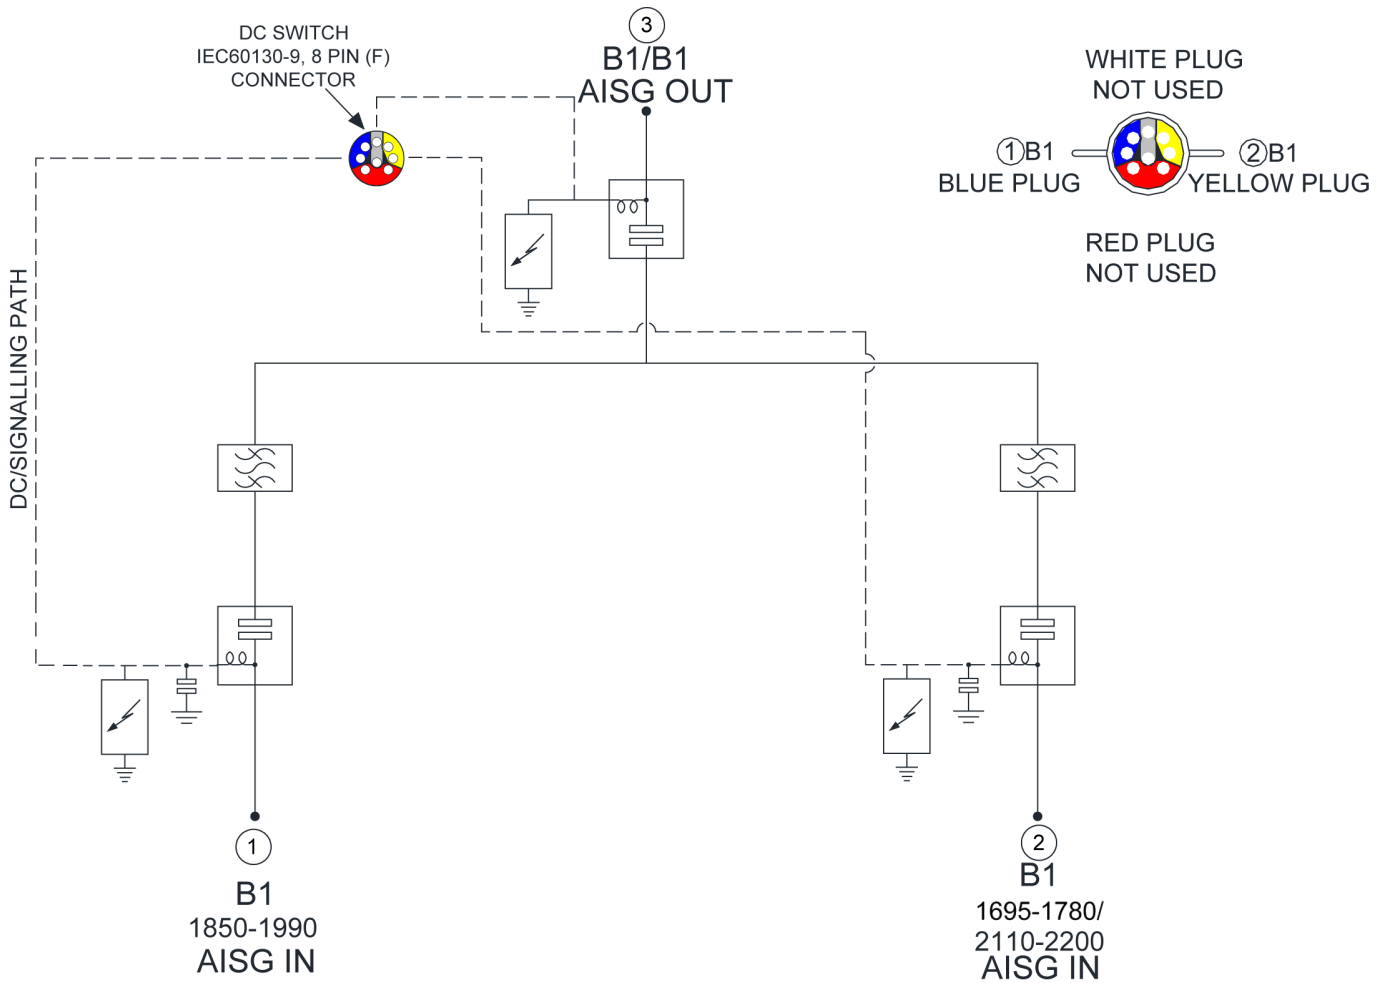 DC SWITCH
IEC60130-9, 8 PIN (F)
CONNECTOR
3
B1/B1
AISG OUT
WHITE PLUG
NOT USED
1 B1
BLUE PLUG
2 B1
YELLOW PLUG
RED PLUG
NOT USED
DC/SIGNALLING PATH
1
B1
1850-1990
AISG IN
2
B1
1695-1780/
2110-2200
AISG IN